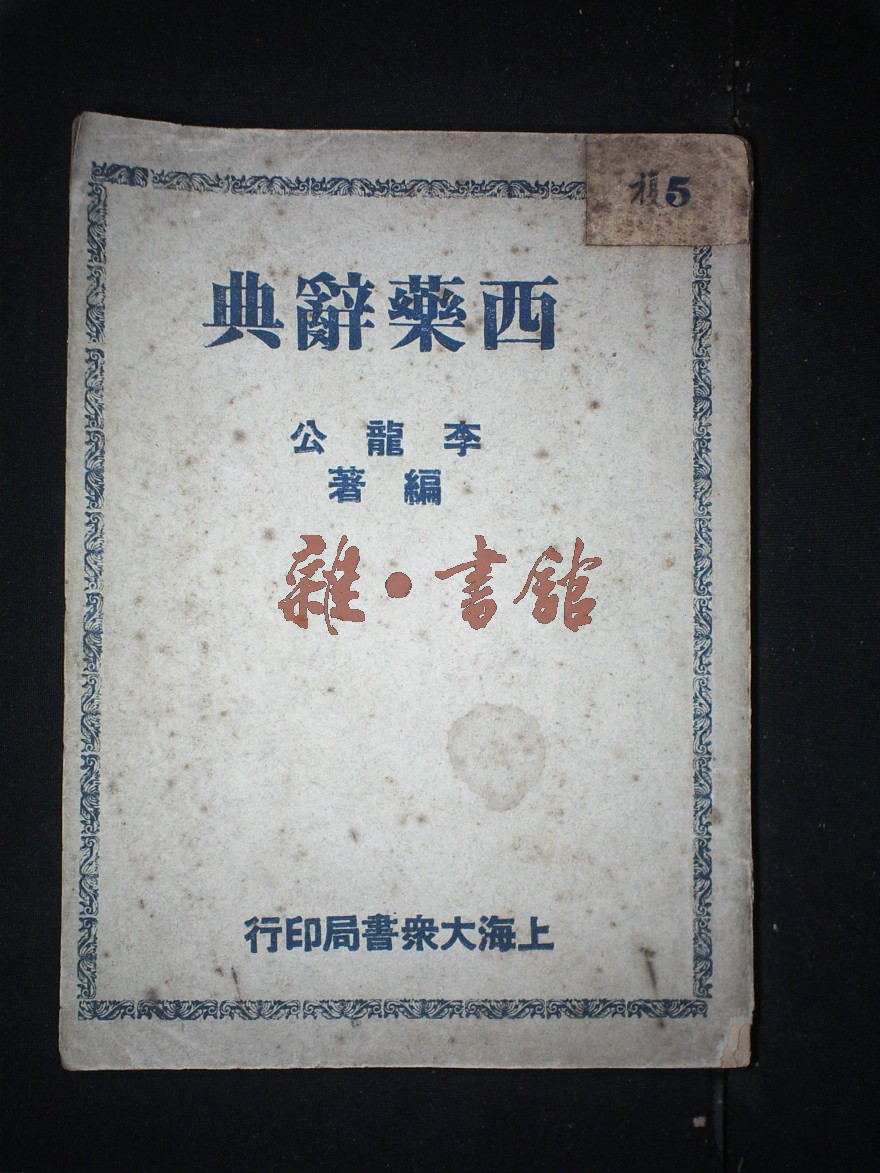 複5
西藥辭典
李龍公
編著
雜·書館
上海大衆書局印行